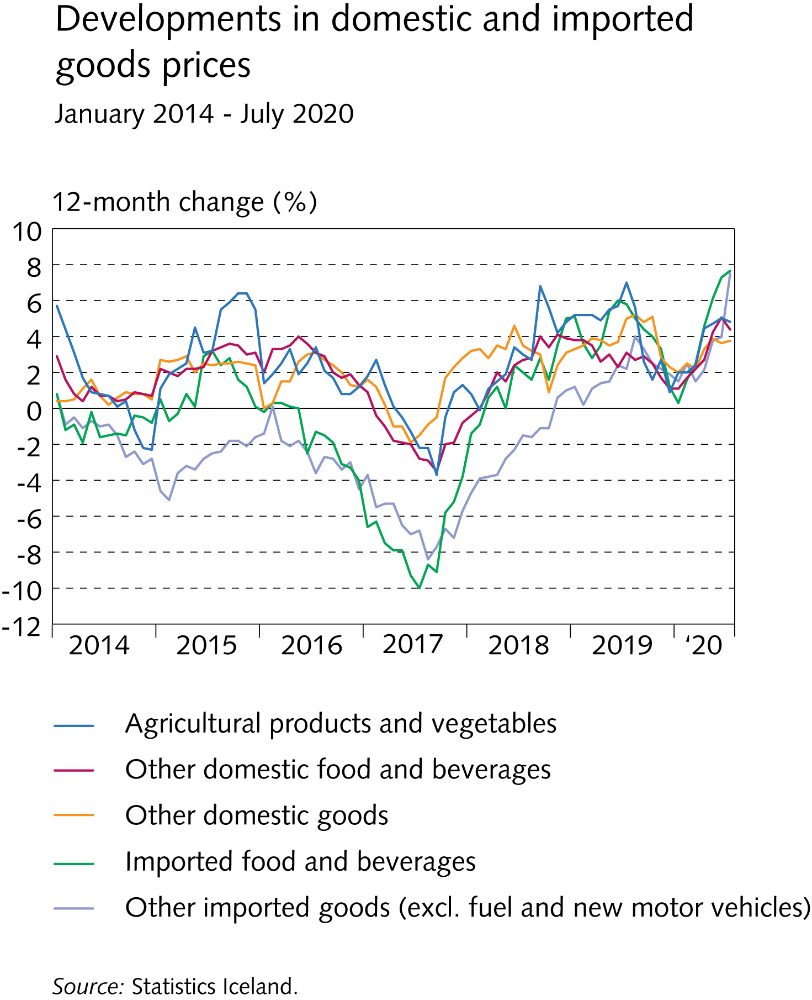 Developments in domestic and imported
goods prices
January 2014 - July 2020
12-month change (%)
10
8
6
4
2
0
-2
-4
-6
-8
-10
-12
2014 2015 2016 2017 2018 2019 ‘20
Agricultural products and vegetables
Other domestic food and beverages
Other domestic goods
Imported food and beverages
Other imported goods (excl. fuel and new motor vehicles)
Source: Statistics Iceland.